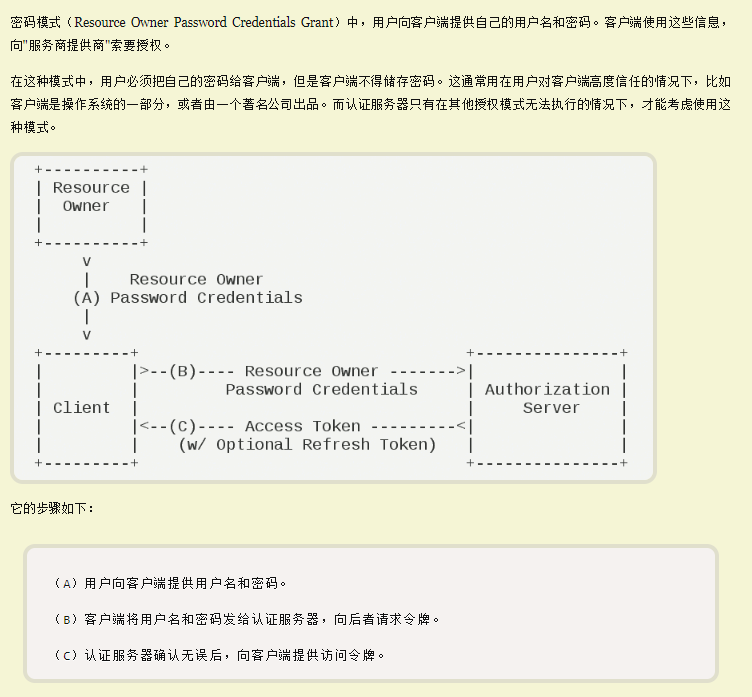 密码模式（Resource Owner Password Credentials Grant）中，用户向客户端提供自己的用户名和密码。客户端使用这些信息，
向"服务商提供商"索要授权。
在这种模式中，用户必须把自己的密码给客户端，但是客户端不得储存密码。这通常用在用户对客户端高度信任的情况下，比如
客户端是操作系统的一部分，或者由一个著名公司出品。而认证服务器只有在其他授权模式无法执行的情况下，才能考虑使用这
种模式。
+----------+
| Resource |
|  Owner   |
|          |
+----------+
     v
     |    Resource Owner
    (A) Password Credentials
     |
     v
+---------+                                  +---------------+
|         |>--(B)---- Resource Owner ------->|               |
|         |         Password Credentials     | Authorization |
| Client  |                                  |     Server    |
|         |<--(C)---- Access Token ---------<|               |
|         |    (w/ Optional Refresh Token)   |               |
+---------+                                  +---------------+
它的步骤如下：
（A）用户向客户端提供用户名和密码。
（B）客户端将用户名和密码发给认证服务器，向后者请求令牌。
（C）认证服务器确认无误后，向客户端提供访问令牌。